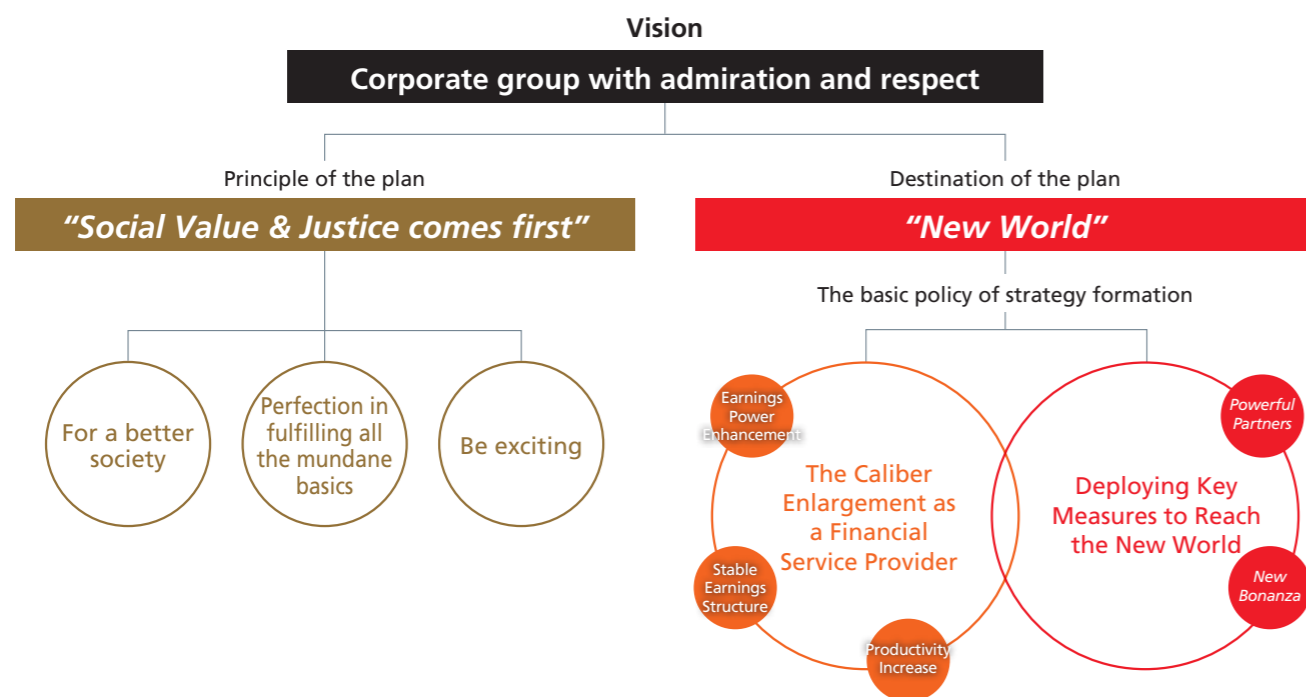 Vision
Corporate group with admiration and respect
Principle of the plan
“Social Value & Justice comes first”
For a better
society
Perfection in
fulfilling all
the mundane
basics
Be exciting
Destination of the plan
“New World”
The basic policy of strategy formation
Earnings
Power
Enhancement
The Caliber
Enlargement as
a Financial
Service Provider
Stable
Earnings
Structure
Productivity
Increase
Powerful
Partners
Deploying Key
Measures to Reach
the New World
New
Bonanza